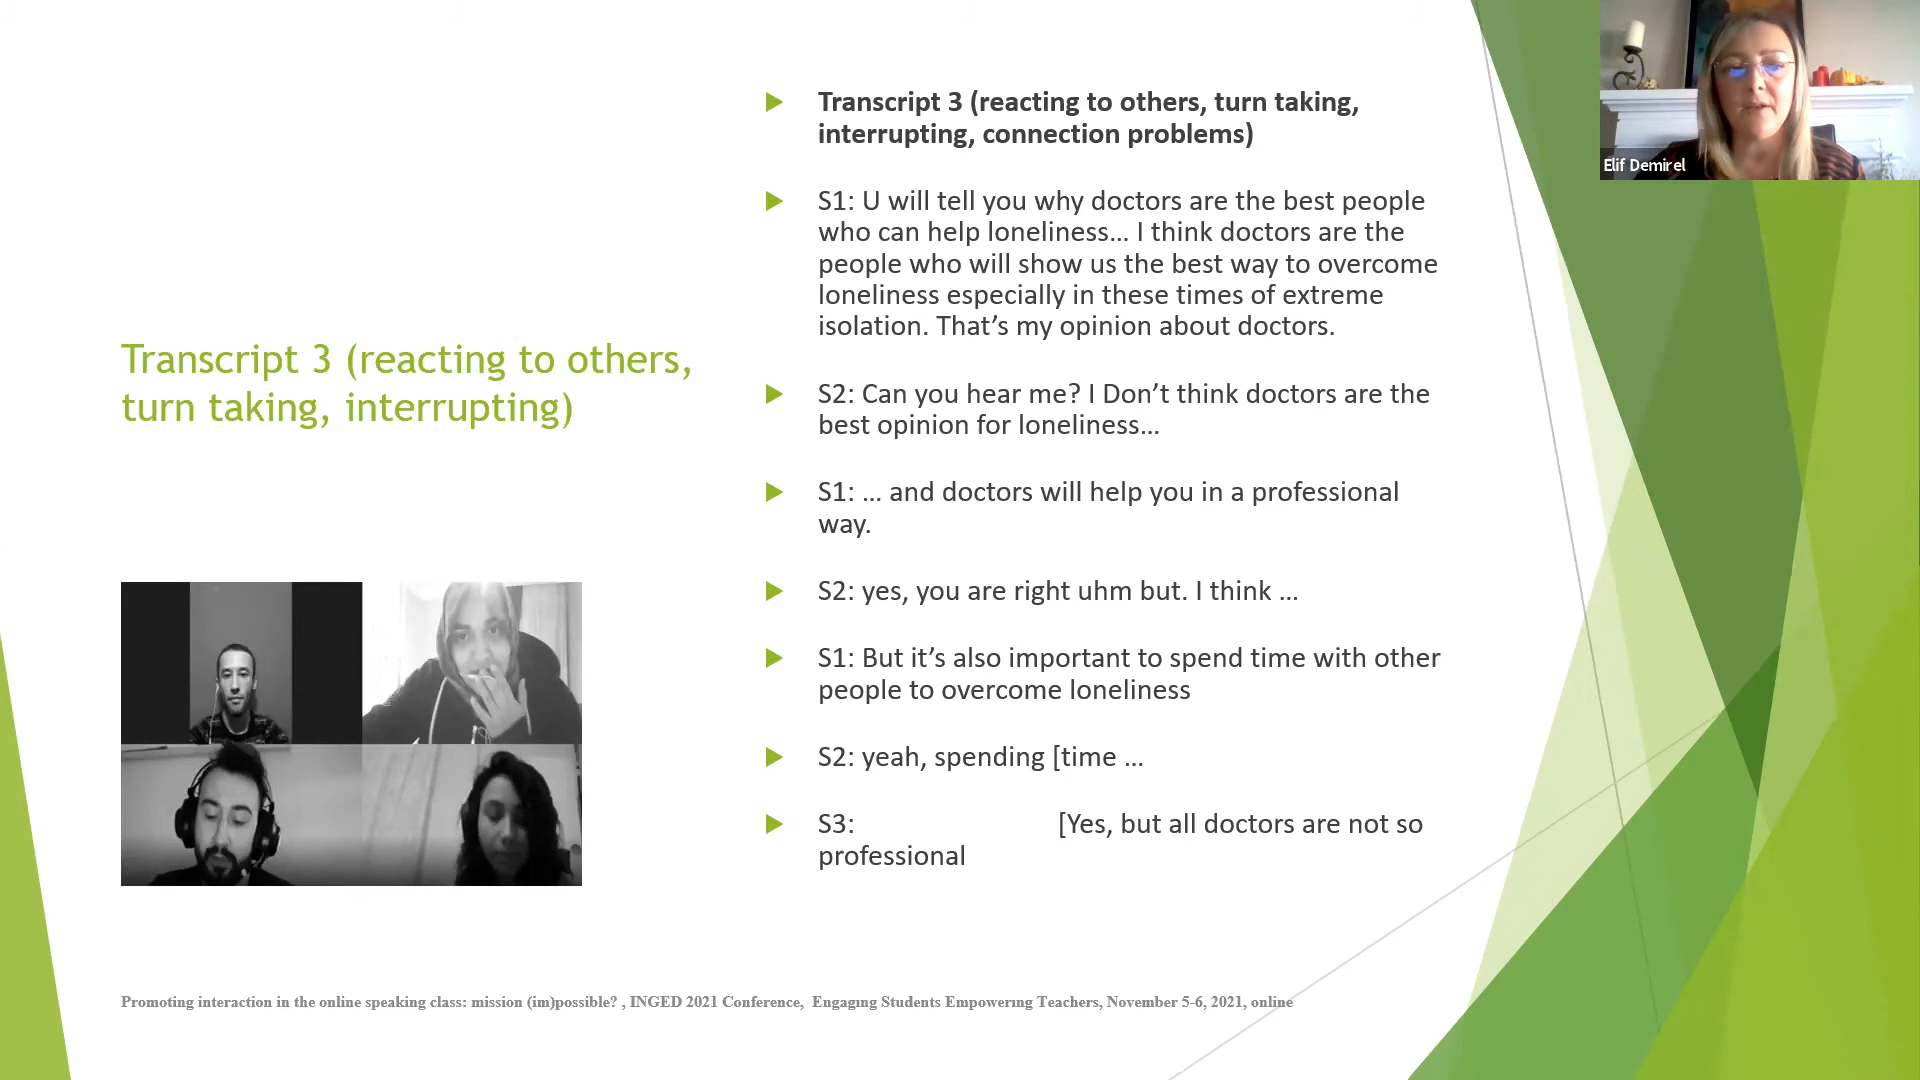 Transcript 3 (reacting to others,
turn taking, interrupting)
Transcript 3 (reacting to others, turn taking,
interrupting, connection problems)
S1: U will tell you why doctors are the best people
who can help loneliness… I think doctors are the
people who will show us the best way to overcome
loneliness especially in these times of extreme
isolation. That’s my opinion about doctors.
S2: Can you hear me? I Don’t think doctors are the
best opinion for loneliness…
S1: … and doctors will help you in a professional
way.
S2: yes, you are right uhm but. I think …
S1: But it’s also important to spend time with other
people to overcome loneliness
S2: yeah, spending [time …
S3: [Yes, but all doctors are not so
professional
Elif Demirel
Promoting interaction in the online speaking class: mission (im)possible? , INGED 2021 Conference, Engagıng Students Empowerıng Teachers, November 5-6, 2021, online